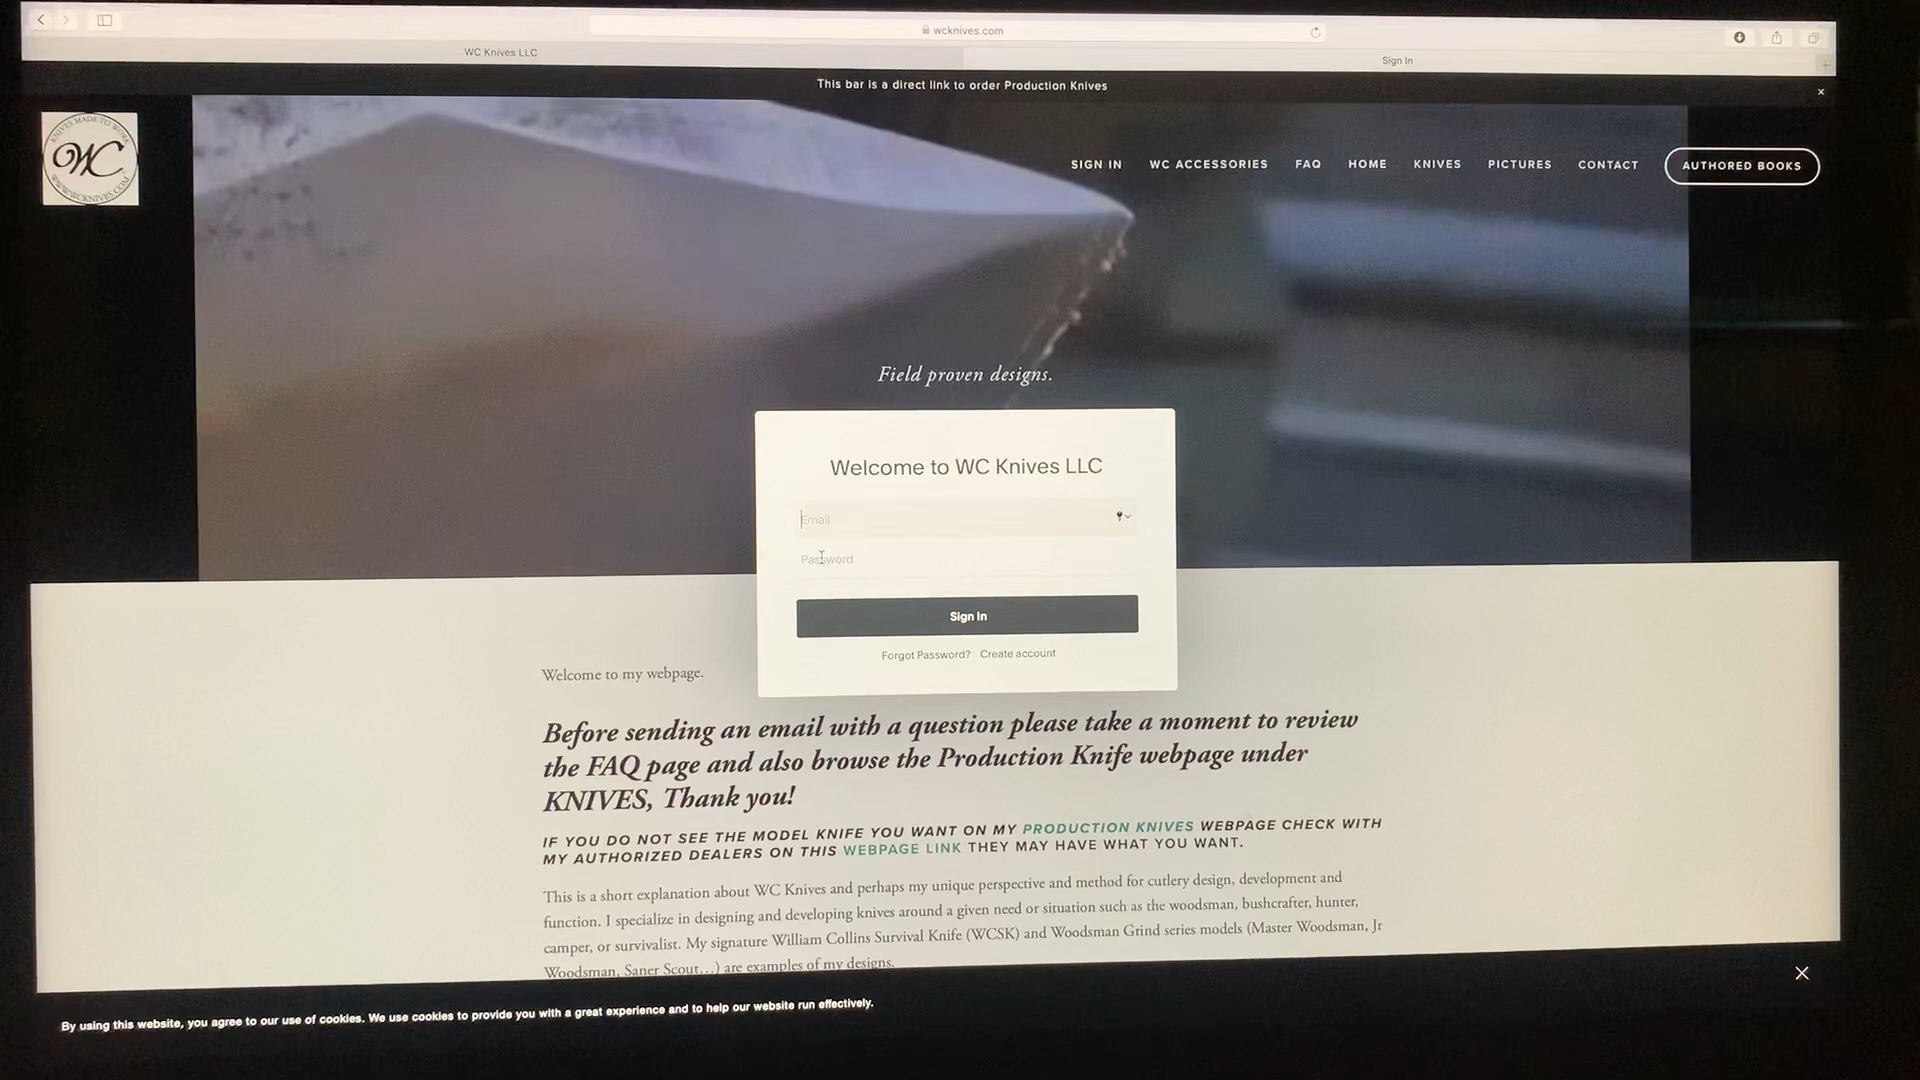 wcknives.com
WC Knives LLC
Sign In
This bar is a direct link to order Production Knives
KNIVES MADE TO WORK
WC
WWW.WCKNIVES.COM
SIGN IN WC ACCESSORIES FAQ HOME KNIVES PICTURES CONTACT AUTHORED BOOKS
Field proven designs.
Welcome to WC Knives LLC
Email
Password
Sign In
Forgot Password? Create account
Welcome to my webpage.
Before sending an email with a question please take a moment to review
the FAQ page and also browse the Production Knife webpage under
KNIVES, Thank you!
IF YOU DO NOT SEE THE MODEL KNIFE YOU WANT ON MY PRODUCTION KNIVES WEBPAGE CHECK WITH
MY AUTHORIZED DEALERS ON THIS WEBPAGE LINK THEY MAY HAVE WHAT YOU WANT.
This is a short explanation about WC Knives and perhaps my unique perspective and method for cutlery design, development and
function. I specialize in designing and developing knives around a given need or situation such as the woodsman, bushcrafter, hunter,
camper, or survivalist. My signature William Collins Survival Knife (WCSK) and Woodsman Grind series models (Master Woodsman, Jr
Woodsman, Saner Scout...) are examples of my designs.
By using this website, you agree to our use of cookies. We use cookies to provide you with a great experience and to help our website run effectively.